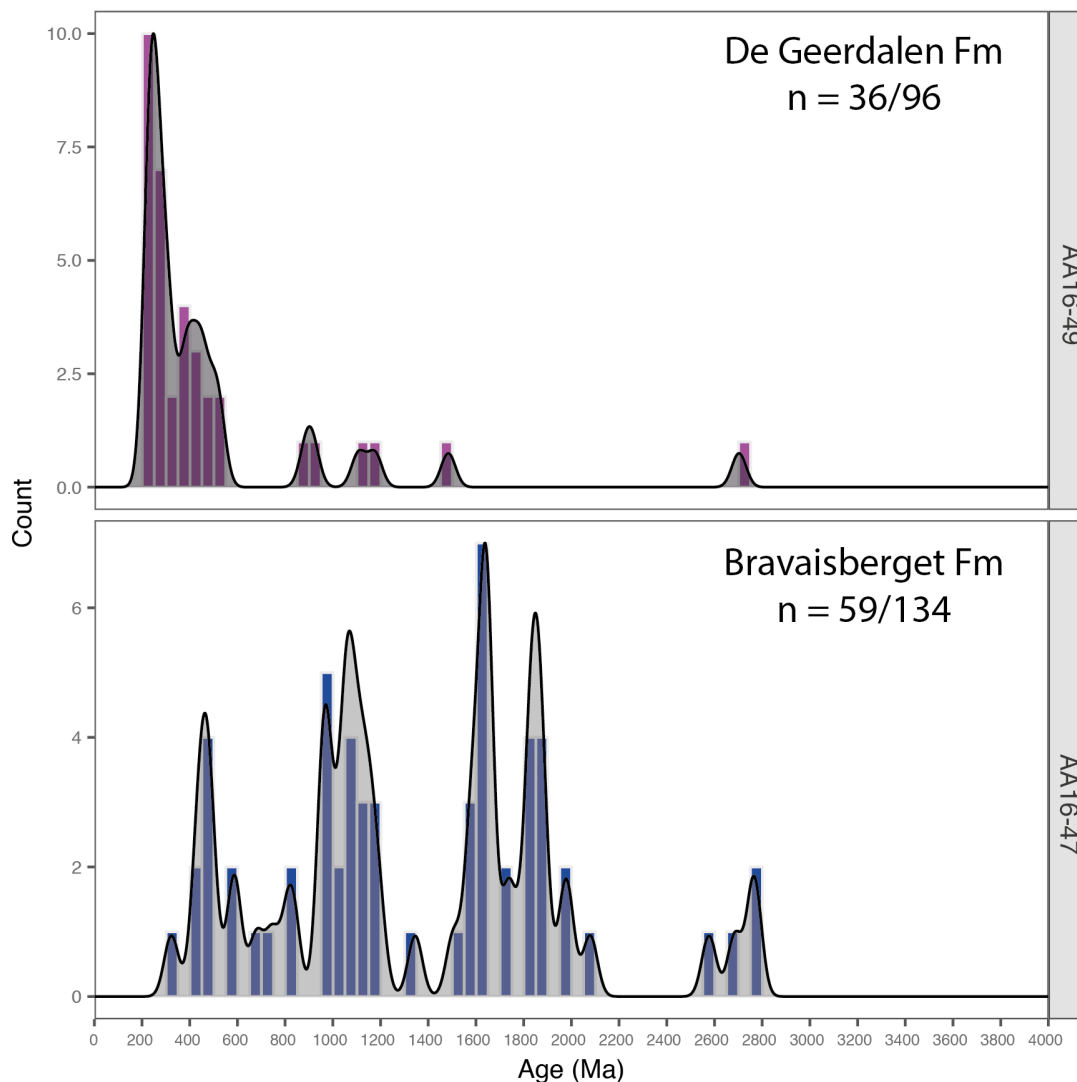 De Geerdalen Fm
n = 36/96
10.0
7.5
5.0
2.5
0.0
AA16-49
Count
Bravaisberget Fm
n = 59/134
6
4
2
0
AA16-47
0 200 400 600 800 1000 1200 1400 1600 1800 2000 2200 2400 2600 2800 3000 3200 3400 3600 3800 4000
Age (Ma)